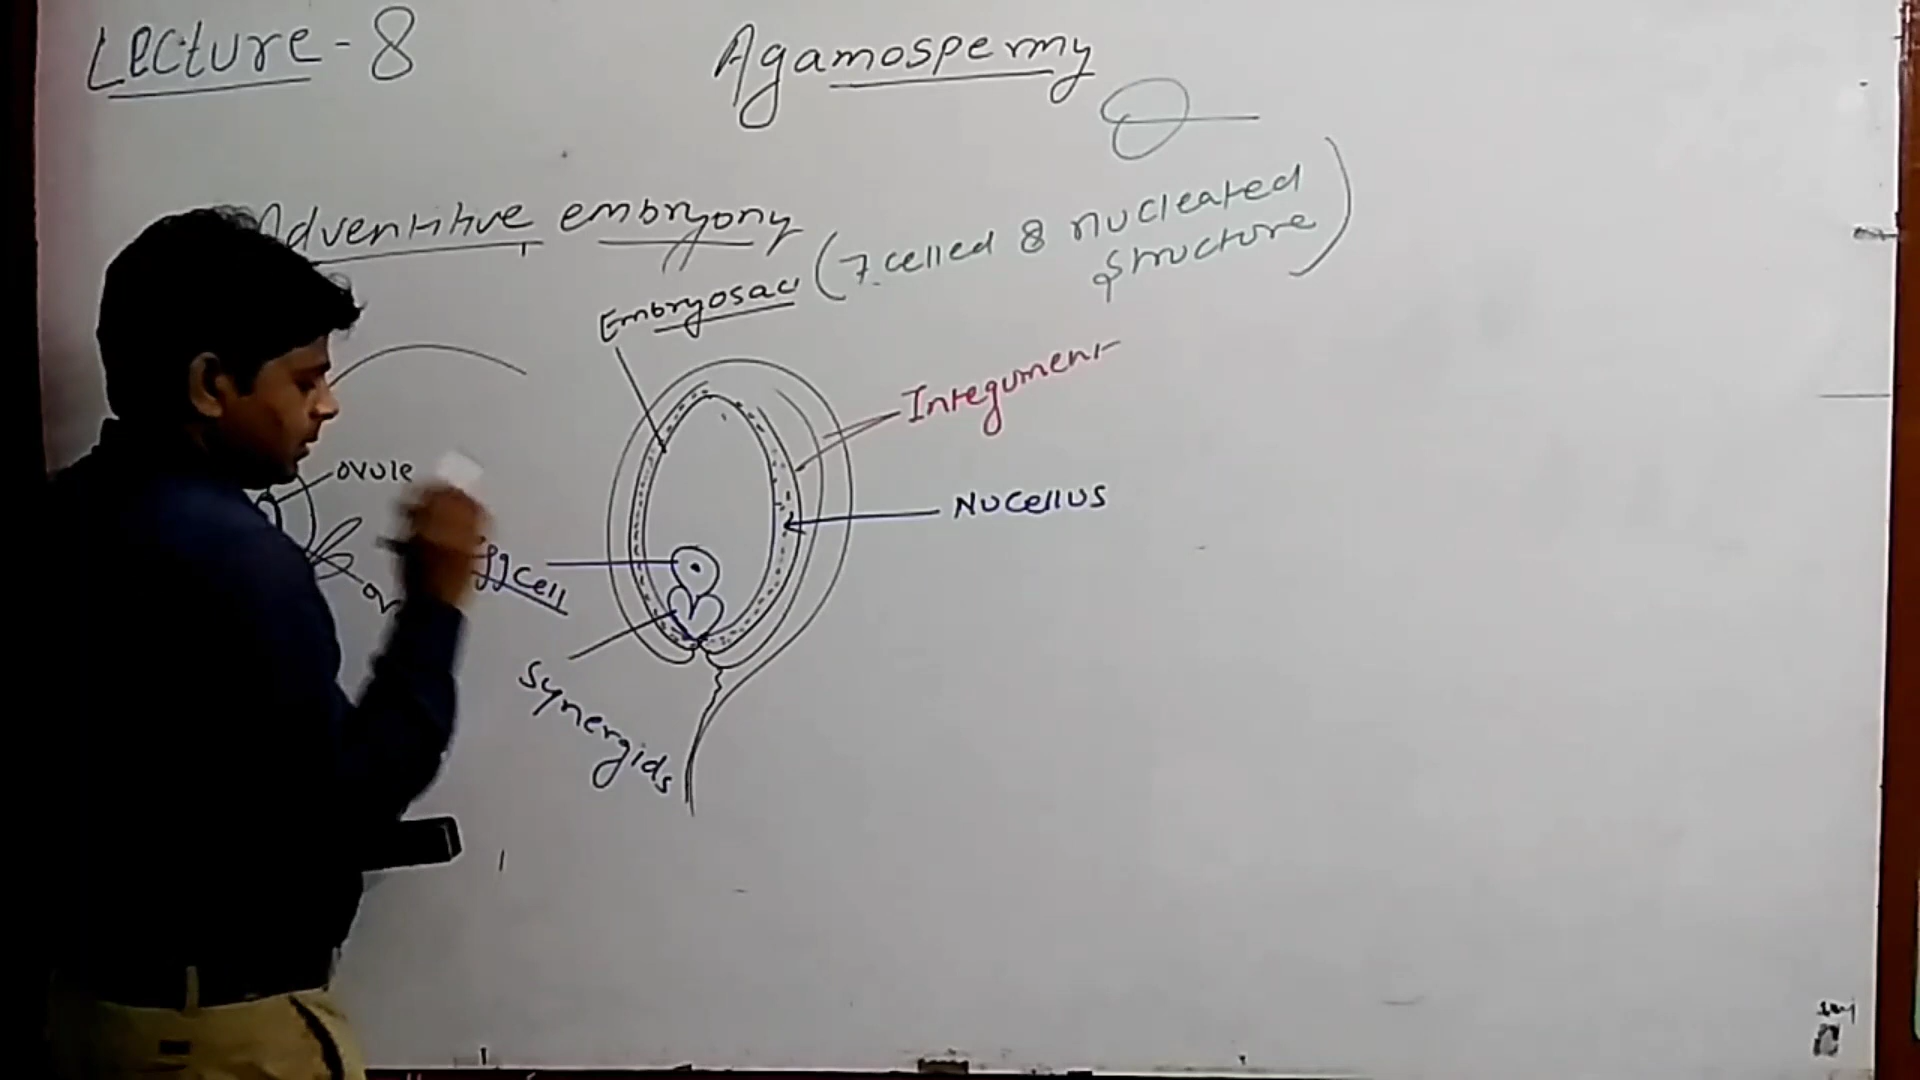 Lecture-8
Agamospermy
Adventitive embryony
Embryosac (7 celled 8 nucleated
structure)
Integument
ovule
Nucellus
Egg cell
Synergids